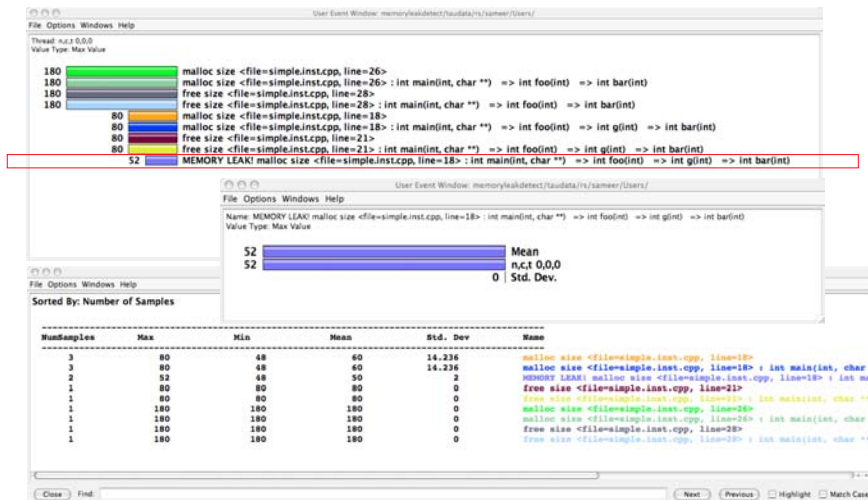 User Event Window: memoryleakdetect/taudata/rs/sameer/Users/
File Options Windows Help
Thread: n,c,t 0,0,0
Value Type: Max Value
180 malloc size <file=simple.inst.cpp, line=26>
180 malloc size <file=simple.inst.cpp, line=26> : int main(int, char **) => int foo(int) => int bar(int)
180 free size <file=simple.inst.cpp, line=28>
180 free size <file=simple.inst.cpp, line=28> : int main(int, char **) => int foo(int) => int bar(int)
80 malloc size <file=simple.inst.cpp, line=18>
80 malloc size <file=simple.inst.cpp, line=18> : int main(int, char **) => int foo(int) => int g(int) => int bar(int)
80 free size <file=simple.inst.cpp, line=21>
80 free size <file=simple.inst.cpp, line=21> : int main(int, char **) => int foo(int) => int g(int) => int bar(int)
52 MEMORY LEAK! malloc size <file=simple.inst.cpp, line=18> : int main(int, char **) => int foo(int) => int g(int) => int bar(int)
User Event Window: memoryleakdetect/taudata/rs/sameer/Users/
File Options Windows Help
Name: MEMORY LEAK! malloc size <file=simple.inst.cpp, line=18> : int main(int, char **) => int foo(int) => int g(int) => int bar(int)
Value Type: Max Value
52 Mean
52 n,c,t 0,0,0
0 Std. Dev.
File Options Windows Help
Sorted By: Number of Samples
NumSamples Max Min Mean Std. Dev Name
3 80 48 60 14.236 malloc size <file=simple.inst.cpp, line=18>
3 80 48 60 14.236 malloc size <file=simple.inst.cpp, line=18> : int main(int, char
2 52 48 50 2 MEMORY LEAK! malloc size <file=simple.inst.cpp, line=18> : int ma
1 80 80 80 0 free size <file=simple.inst.cpp, line=21>
1 80 80 80 0 free size <file=simple.inst.cpp, line=21> : int main(int, char **
1 180 180 180 0 malloc size <file=simple.inst.cpp, line=26>
1 180 180 180 0 malloc size <file=simple.inst.cpp, line=26> : int main(int, char
1 180 180 180 0 free size <file=simple.inst.cpp, line=28>
1 180 180 180 0 free size <file=simple.inst.cpp, line=28> : int main(int, char **
Close Find: Next Previous Highlight Match Case